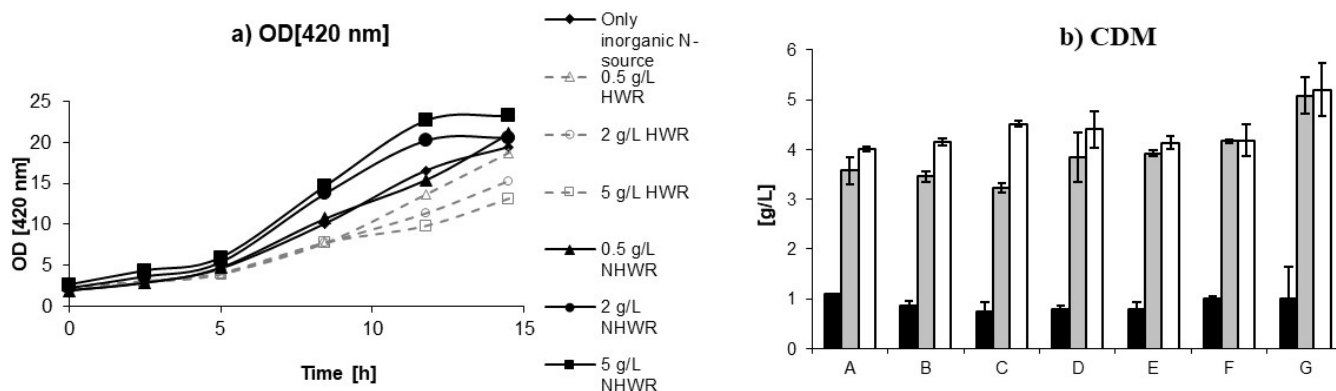 a) OD[420 nm]
OD [420 nm]
25
20
15
10
5
0
0
5
10
15
Time [h]
Only
inorganic N-
source
0.5 g/L
HWR
2 g/L HWR
5 g/L HWR
0.5 g/L
NHWR
2 g/L
NHWR
5 g/L
NHWR
b) CDM
[g/L]
6
5
4
3
2
1
0
A
B
C
D
E
F
G